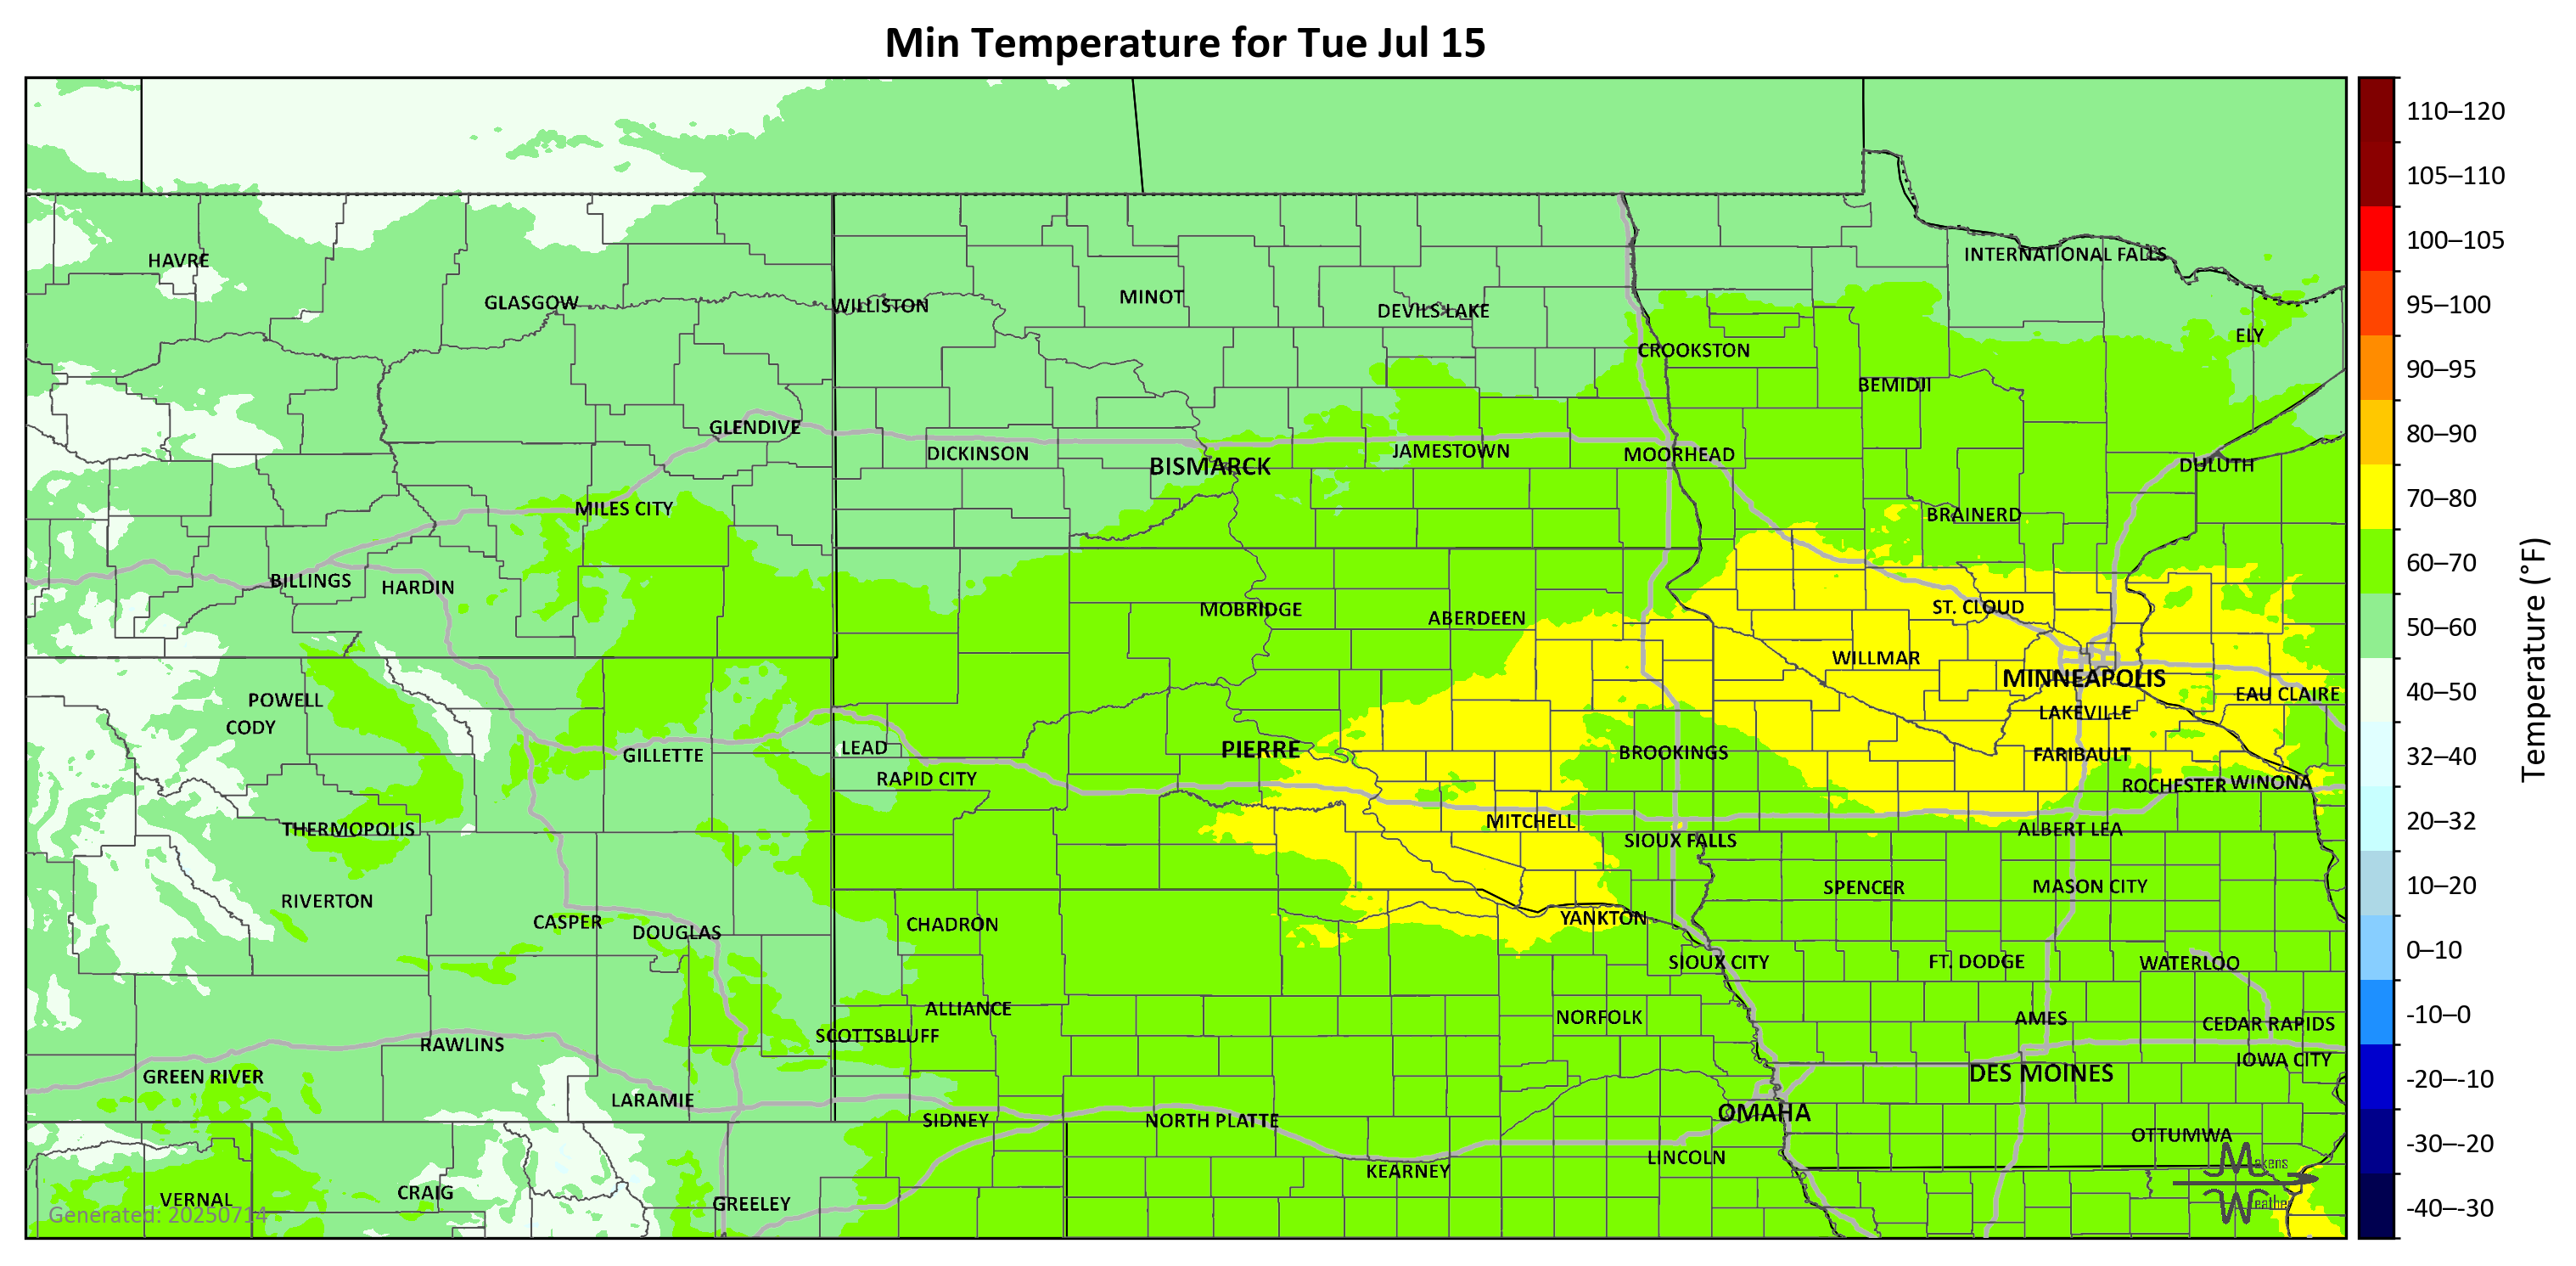 Min Temperature for Tue Jul 15
110–120
105–110
100–105
95–100
90–95
80–90
70–80
60–70
50–60
40–50
32–40
20–32
10–20
0–10
-10–0
-20–-10
-30–-20
-40–-30
Temperature (°F)
HAVRE
INTERNATIONAL FALLS
GLASGOW
WILLISTON
MINOT
DEVILS LAKE
ELY
CROOKSTON
BEMIDJI
GLENDIVE
DICKINSON
BISMARCK
JAMESTOWN
MOORHEAD
DULUTH
MILES CITY
BRAINERD
BILLINGS
HARDIN
MOBRIDGE
ABERDEEN
ST. CLOUD
WILLMAR
MINNEAPOLIS
EAU CLAIRE
POWELL
CODY
LAKEVILLE
GILLETTE
LEAD
RAPID CITY
PIERRE
BROOKINGS
FARIBAULT
ROCHESTER
WINONA
THERMOPOLIS
MITCHELL
SIOUX FALLS
ALBERT LEA
RIVERTON
SPENCER
MASON CITY
CASPER
DOUGLAS
CHADRON
YANKTON
SIOUX CITY
FT. DODGE
WATERLOO
ALLIANCE
NORFOLK
AMES
CEDAR RAPIDS
SCOTTSBLUFF
RAWLINS
IOWA CITY
GREEN RIVER
DES MOINES
LARAMIE
SIDNEY
NORTH PLATTE
OMAHA
OTTUMWA
LINCOLN
KEARNEY
VERNAL
CRAIG
GREELEY
Makens
Weather
Generated: 20250714